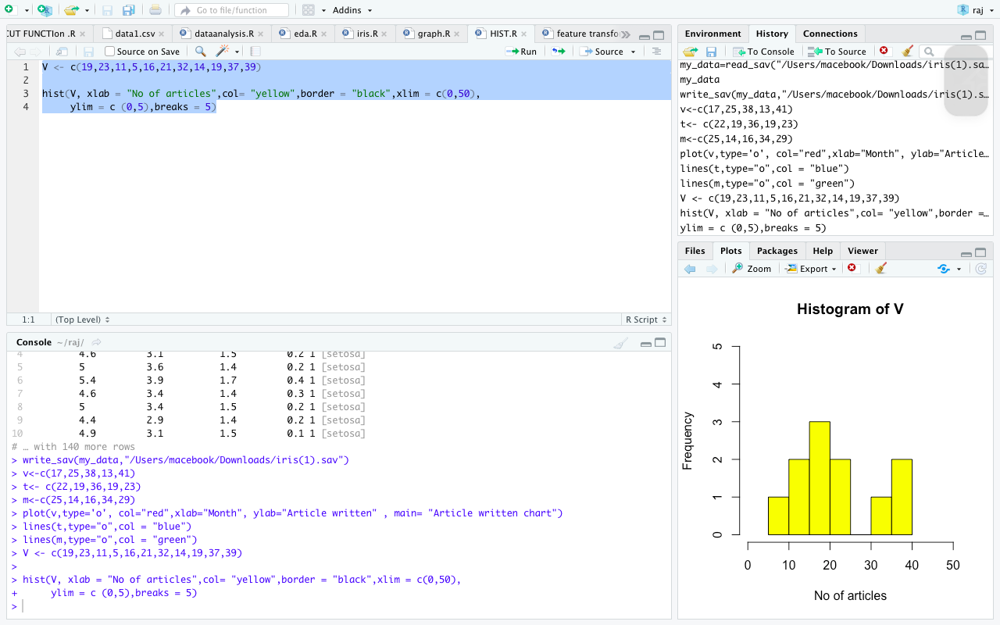 Go to file/function
Addins
raj
CUT FUNCTIon .R
data1.csv
dataanalysis.R
eda.R
iris.R
graph.R
HIST.R
feature transfo
Source on Save
Run
Source
1 V <- c(19,23,11,5,16,21,32,14,19,37,39)
2
3 hist(V, xlab = "No of articles",col= "yellow",border = "black",xlim = c(0,50),
4 ylim = c (0,5),breaks = 5)
1:1
(Top Level)
R Script
Console ~/raj/
4 4.6 3.1 1.5 0.2 1 [setosa]
5 5 3.6 1.4 0.2 1 [setosa]
6 5.4 3.9 1.7 0.4 1 [setosa]
7 4.6 3.4 1.4 0.3 1 [setosa]
8 5 3.4 1.5 0.2 1 [setosa]
9 4.4 2.9 1.4 0.2 1 [setosa]
10 4.9 3.1 1.5 0.1 1 [setosa]
# … with 140 more rows
> write_sav(my_data,"/Users/macebook/Downloads/iris(1).sav")
> v<-c(17,25,38,13,41)
> t<- c(22,19,36,19,23)
> m<-c(25,14,16,34,29)
> plot(v,type='o', col="red",xlab="Month", ylab="Article written" , main= "Article written chart")
> lines(t,type="o",col = "blue")
> lines(m,type="o",col = "green")
> V <- c(19,23,11,5,16,21,32,14,19,37,39)
>
> hist(V, xlab = "No of articles",col= "yellow",border = "black",xlim = c(0,50),
+ ylim = c (0,5),breaks = 5)
>
Environment
History
Connections
To Console
To Source
my_data=read_sav("/Users/macebook/Downloads/iris(1).sa…
my_data
write_sav(my_data,"/Users/macebook/Downloads/iris(1).s…
v<-c(17,25,38,13,41)
t<- c(22,19,36,19,23)
m<-c(25,14,16,34,29)
plot(v,type='o', col="red",xlab="Month", ylab="Article…
lines(t,type="o",col = "blue")
lines(m,type="o",col = "green")
V <- c(19,23,11,5,16,21,32,14,19,37,39)
hist(V, xlab = "No of articles",col= "yellow",border =…
ylim = c (0,5),breaks = 5)
Files
Plots
Packages
Help
Viewer
Zoom
Export
Histogram of V
Frequency
5
4
3
2
1
0
0 10 20 30 40 50
No of articles